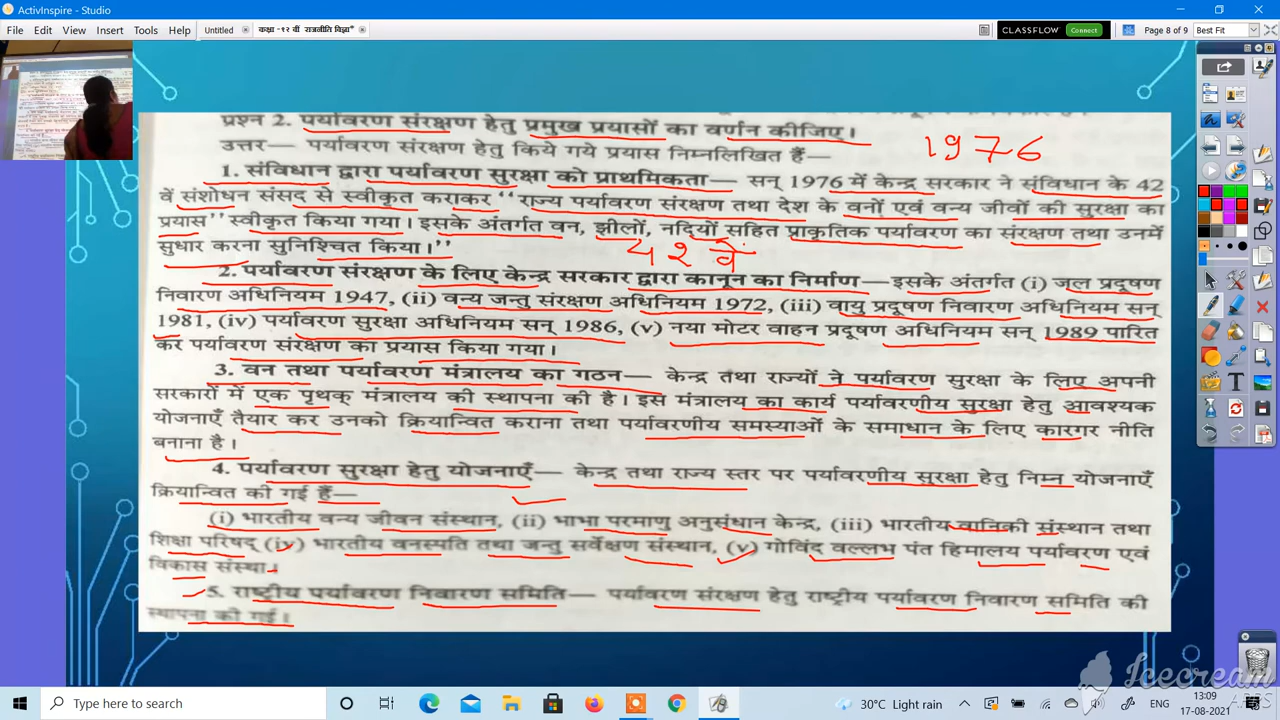 ActivInspire - Studio
File Edit View Insert Tools Help Untitled कक्षा -१२ वीं राजनीति विज्ञा* CLASSFLOW Connect Page 8 of 9 Best Fit
प्रश्न 2. पर्यावरण संरक्षण हेतु प्रमुख प्रयासों का वर्णन कीजिए।
1976
उत्तर— पर्यावरण संरक्षण हेतु किये गये प्रयास निम्नलिखित हैं—
1. संविधान द्वारा पर्यावरण सुरक्षा को प्राथमिकता— सन् 1976 में केन्द्र सरकार ने संविधान के 42
वें संशोधन संसद से स्वीकृत कराकर "राज्य पर्यावरण संरक्षण तथा देश के वनों एवं वन्य जीवों की सुरक्षा का
प्रयास" स्वीकृत किया गया। इसके अंतर्गत वन, झीलों, नदियों सहित प्राकृतिक पर्यावरण का संरक्षण तथा उनमें
सुधार करना सुनिश्चित किया।"
४२ वें
2. पर्यावरण संरक्षण के लिए केन्द्र सरकार द्वारा कानून का निर्माण— इसके अंतर्गत (i) जल प्रदूषण
निवारण अधिनियम 1947, (ii) वन्य जन्तु संरक्षण अधिनियम 1972, (iii) वायु प्रदूषण निवारण अधिनियम सन्
1981, (iv) पर्यावरण सुरक्षा अधिनियम सन् 1986, (v) नया मोटर वाहन प्रदूषण अधिनियम सन् 1989 पारित
कर पर्यावरण संरक्षण का प्रयास किया गया।
3. वन तथा पर्यावरण मंत्रालय का गठन— केन्द्र तथा राज्यों ने पर्यावरण सुरक्षा के लिए अपनी
सरकारों में एक पृथक् मंत्रालय की स्थापना की है। इस मंत्रालय का कार्य पर्यावरणीय सुरक्षा हेतु आवश्यक
योजनाएँ तैयार कर उनको क्रियान्वित कराना तथा पर्यावरणीय समस्याओं के समाधान के लिए कारगर नीति
बनाना है।
4. पर्यावरण सुरक्षा हेतु योजनाएँ— केन्द्र तथा राज्य स्तर पर पर्यावरणीय सुरक्षा हेतु निम्न योजनाएँ
क्रियान्वित की गई हैं—
(i) भारतीय वन्य जीवन संस्थान, (ii) भाभा परमाणु अनुसंधान केन्द्र, (iii) भारतीय वानिकी संस्थान तथा
शिक्षा परिषद् (iv) भारतीय वनस्पति तथा जन्तु सर्वेक्षण संस्थान, (v) गोविंद वल्लभ पंत हिमालय पर्यावरण एवं
विकास संस्था।
5. राष्ट्रीय पर्यावरण निवारण समिति— पर्यावरण संरक्षण हेतु राष्ट्रीय पर्यावरण निवारण समिति की
स्थापना की गई।
Icecream
APPS
Type here to search 30°C Light rain ENG 13:09
17-08-2021